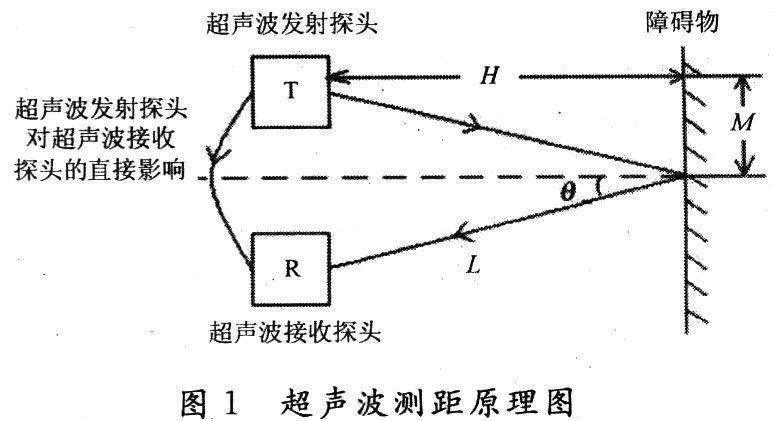 超声波发射探头
障碍物
T
H
超声波发射探头
对超声波接收
探头的直接影响
M
θ
R
L
超声波接收探头
图 1 超声波测距原理图